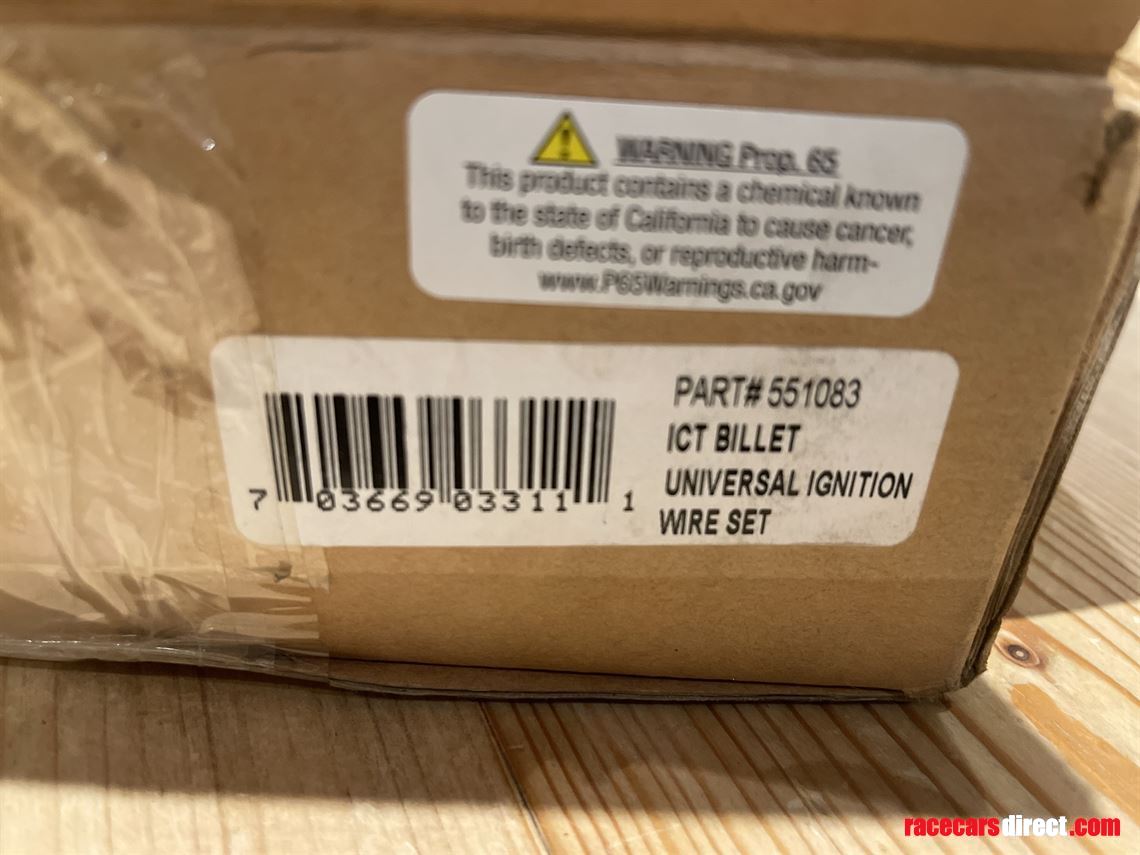 WARNING Prop. 65
This product contains a chemical known
to the state of California to cause cancer,
birth defects, or reproductive harm-
www.P65Warnings.ca.gov
PART# 551083
ICT BILLET
UNIVERSAL IGNITION
WIRE SET
7 03669 03311 1
racecarsdirect.com